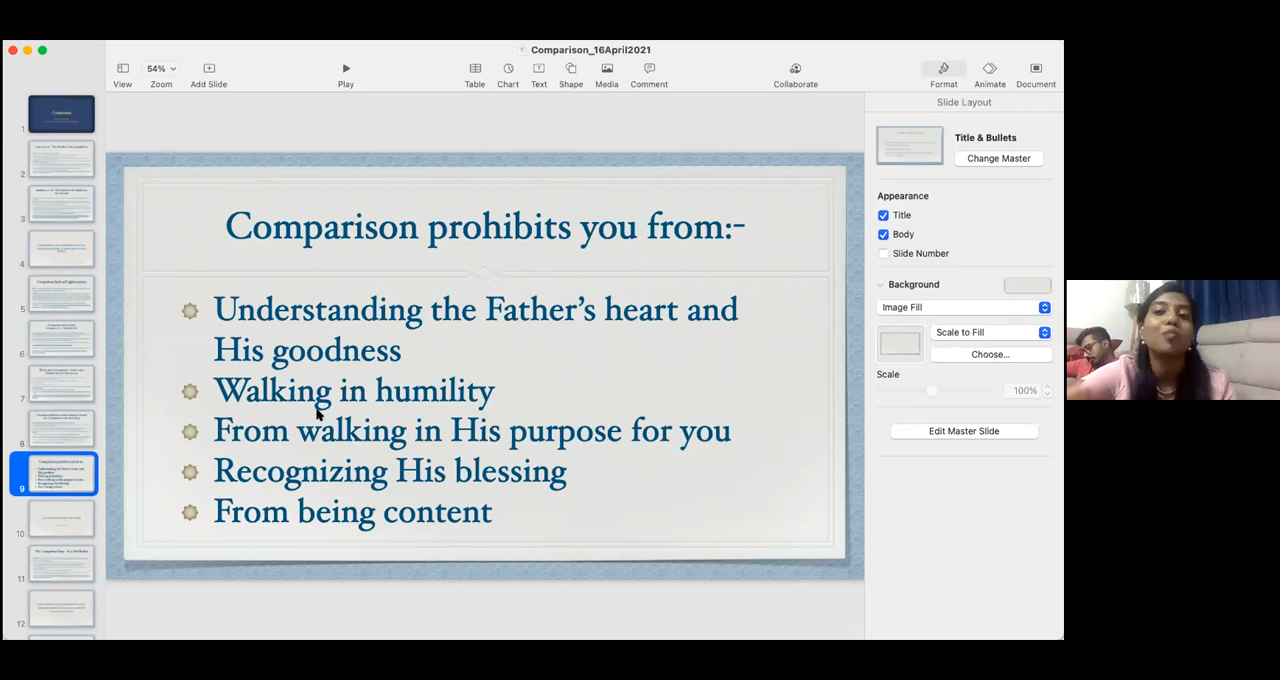 Comparison_16April2021
54%
View Zoom Add Slide Play Table Chart Text Shape Media Comment Collaborate Format Animate Document
Slide Layout
Title & Bullets
Change Master
Appearance
Title
Body
Slide Number
Background
Image Fill
Scale to Fill
Choose...
Scale
100%
Edit Master Slide
1
2
3
4
5
6
7
8
9
10
11
12
Comparison prohibits you from:-
Understanding the Father's heart and
His goodness
Walking in humility
From walking in His purpose for you
Recognizing His blessing
From being content